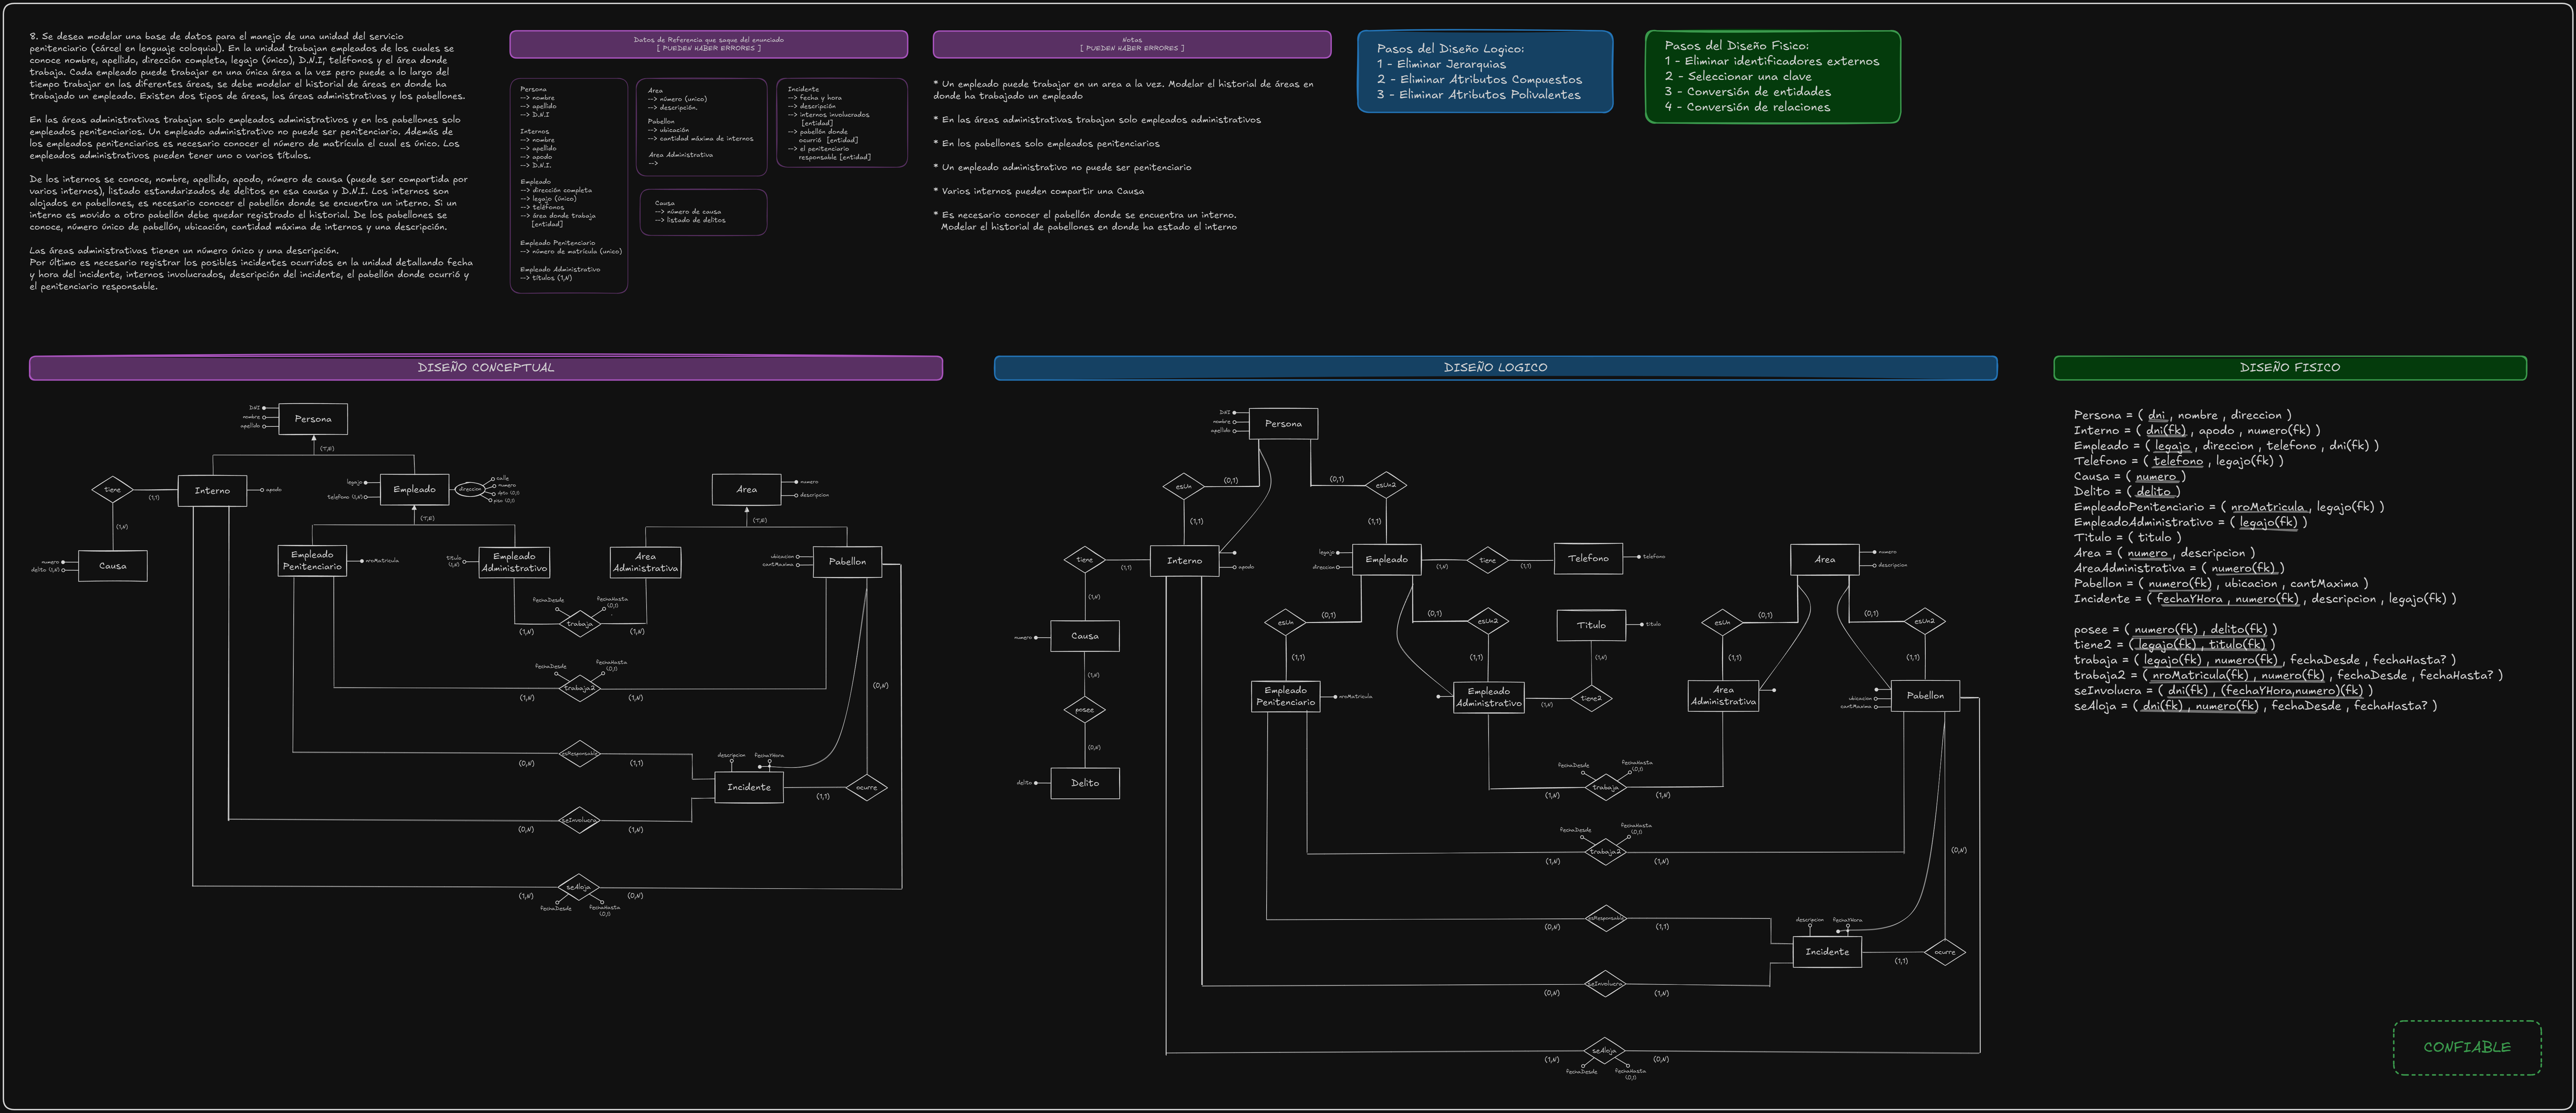 8. Se desea modelar una base de datos para el manejo de una unidad del servicio
penitenciario (cárcel en lenguaje coloquial). En la unidad trabajan empleados de los cuales se
conoce nombre, apellido, dirección completa, legajo (único), D.N.I, teléfonos y el área donde
trabaja. Cada empleado puede trabajar en una única área a la vez pero puede a lo largo del
tiempo trabajar en las diferentes áreas, se debe modelar el historial de áreas en donde ha
trabajado un empleado. Existen dos tipos de áreas, las áreas administrativas y los pabellones.
En las áreas administrativas trabajan solo empleados administrativos y en los pabellones solo
empleados penitenciarios. Un empleado administrativo no puede ser penitenciario. Además de
los empleados penitenciarios es necesario conocer el número de matrícula el cual es único. Los
empleados administrativos pueden tener uno o varios títulos.
De los internos se conoce, nombre, apellido, apodo, número de causa (puede ser compartida por
varios internos), listado estandarizados de delitos en esa causa y D.N.I. Los internos son
alojados en pabellones, es necesario conocer el pabellón donde se encuentra un interno. Si un
interno es movido a otro pabellón debe quedar registrado el historial. De los pabellones se
conoce, número único de pabellón, ubicación, cantidad máxima de internos y una descripción.
Las áreas administrativas tienen un número único y una descripción.
Por último es necesario registrar los posibles incidentes ocurridos en la unidad detallando fecha
y hora del incidente, internos involucrados, descripción del incidente, el pabellón donde ocurrió y
el penitenciario responsable.
Datos de Referencia que saque del enunciado
[ PUEDEN HABER ERRORES ]
Persona
--> nombre
--> apellido
--> D.N.I
Internos
--> nombre
--> apellido
--> apodo
--> D.N.I.
Empleado
--> dirección completa
--> legajo (único)
--> teléfonos
--> área donde trabaja
[entidad]
Empleado Penitenciario
--> número de matrícula (unico)
Empleado Administrativo
--> títulos (1,N)
Area
--> número (unico)
--> descripción.
Pabellon
--> ubicación
--> cantidad máxima de internos
Area Administrativa
-->
Causa
--> número de causa
--> listado de delitos
Incidente
--> fecha y hora
--> descripción
--> internos involucrados
[entidad]
--> pabellón donde
ocurrió [entidad]
--> el penitenciario
responsable [entidad]
Notas
[ PUEDEN HABER ERRORES ]
* Un empleado puede trabajar en un area a la vez. Modelar el historial de áreas en
donde ha trabajado un empleado
* En las áreas administrativas trabajan solo empleados administrativos
* En los pabellones solo empleados penitenciarios
* Un empleado administrativo no puede ser penitenciario
* Varios internos pueden compartir una Causa
* Es necesario conocer el pabellón donde se encuentra un interno.
Modelar el historial de pabellones en donde ha estado el interno
Pasos del Diseño Logico:
1 - Eliminar Jerarquias
2 - Eliminar Atributos Compuestos
3 - Eliminar Atributos Polivalentes
Pasos del Diseño Fisico:
1 - Eliminar identificadores externos
2 - Seleccionar una clave
3 - Conversión de entidades
4 - Conversión de relaciones
DISEÑO CONCEPTUAL
DNI
nombre
apellido
Persona
(T,E)
tiene
(1,1)
Interno
apodo
legajo
telefono (1,N)
Empleado
direccion
calle
numero
dpto (0,1)
piso (0,1)
Area
numero
descripcion
(1,N)
(T,E)
(T,E)
numero
delito (1,N)
Causa
Empleado
Penitenciario
nroMatricula
titulo
(1,N)
Empleado
Administrativo
Area
Administrativa
ubicacion
cantMaxima
Pabellon
fechaDesde
fechaHasta
(0,1)
trabaja
(1,N)
(1,N)
fechaDesde
fechaHasta
(0,1)
trabaja2
(1,N)
(1,N)
(0,N)
esResponsable
(0,N)
(1,1)
descripcion
fechaYHora
Incidente
(1,1)
ocurre
seInvolucra
(0,N)
(1,N)
seAloja
(1,N)
(0,N)
fechaDesde
fechaHasta
(0,1)
DISEÑO LOGICO
DNI
nombre
apellido
Persona
esUn
(0,1)
(0,1)
esUn2
(1,1)
(1,1)
tiene
(1,1)
Interno
apodo
legajo
direccion
Empleado
(1,N)
tiene
(1,1)
Telefono
telefono
Area
numero
descripcion
(1,N)
numero
Causa
esUn
(0,1)
(0,1)
esUn2
Titulo
titulo
esUn
(0,1)
(0,1)
esUn2
(1,1)
(1,1)
(1,N)
(1,1)
(1,1)
(1,N)
posee
Empleado
Penitenciario
nroMatricula
Empleado
Administrativo
(1,N)
tiene2
Area
Administrativa
ubicacion
cantMaxima
Pabellon
(0,N)
delito
Delito
fechaDesde
fechaHasta
(0,1)
trabaja
(1,N)
(1,N)
fechaDesde
fechaHasta
(0,1)
trabaja2
(1,N)
(1,N)
(0,N)
esResponsable
(0,N)
(1,1)
descripcion
fechaYHora
Incidente
(1,1)
ocurre
seInvolucra
(0,N)
(1,N)
seAloja
(1,N)
(0,N)
fechaDesde
fechaHasta
(0,1)
DISEÑO FISICO
Persona = ( dni , nombre , direccion )
Interno = ( dni(fk) , apodo , numero(fk) )
Empleado = ( legajo , direccion , telefono , dni(fk) )
Telefono = ( telefono , legajo(fk) )
Causa = ( numero )
Delito = ( delito )
EmpleadoPenitenciario = ( nroMatricula , legajo(fk) )
EmpleadoAdministrativo = ( legajo(fk) )
Titulo = ( titulo )
Area = ( numero , descripcion )
AreaAdministrativa = ( numero(fk) )
Pabellon = ( numero(fk) , ubicacion , cantMaxima )
Incidente = ( fechaYHora , numero(fk) , descripcion , legajo(fk) )
posee = ( numero(fk) , delito(fk) )
tiene2 = ( legajo(fk) , titulo(fk) )
trabaja = ( legajo(fk) , numero(fk) , fechaDesde , fechaHasta? )
trabaja2 = ( nroMatricula(fk) , numero(fk) , fechaDesde , fechaHasta? )
seInvolucra = ( dni(fk) , (fechaYHora,numero)(fk) )
seAloja = ( dni(fk) , numero(fk) , fechaDesde , fechaHasta? )
CONFIABLE